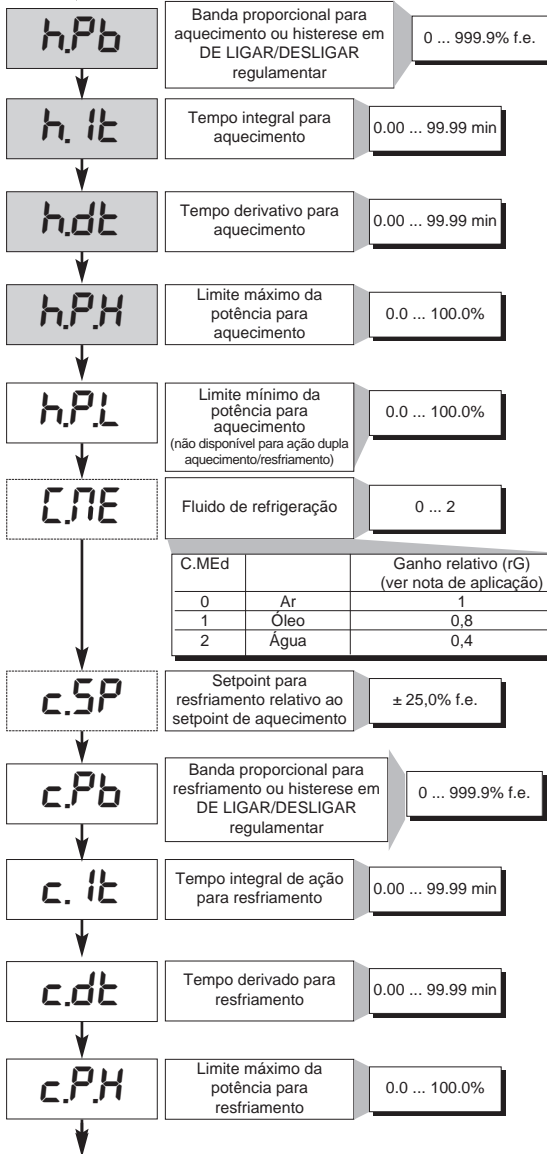 h.Pb
Banda proporcional para
aquecimento ou histerese em
DE LIGAR/DESLIGAR
regulamentar
0 ... 999.9% f.e.
h. It
Tempo integral para
aquecimento
0.00 ... 99.99 min
h.dt
Tempo derivativo para
aquecimento
0.00 ... 99.99 min
h.P.H
Limite máximo da
potência para
aquecimento
0.0 ... 100.0%
h.P.L
Limite mínimo da
potência para
aquecimento
(não disponível para ação dupla
aquecimento/resfriamento)
0.0 ... 100.0%
C.ME
Fluido de refrigeração
0 ... 2
C.MEd Ganho relativo (rG)
(ver nota de aplicação)
0 Ar 1
1 Óleo 0,8
2 Água 0,4
c.SP
Setpoint para
resfriamento relativo ao
setpoint de aquecimento
± 25,0% f.e.
c.Pb
Banda proporcional para
resfriamento ou histerese em
DE LIGAR/DESLIGAR
regulamentar
0 ... 999.9% f.e.
c. It
Tempo integral de ação
para resfriamento
0.00 ... 99.99 min
c.dt
Tempo derivado para
resfriamento
0.00 ... 99.99 min
c.P.H
Limite máximo da
potência para
resfriamento
0.0 ... 100.0%